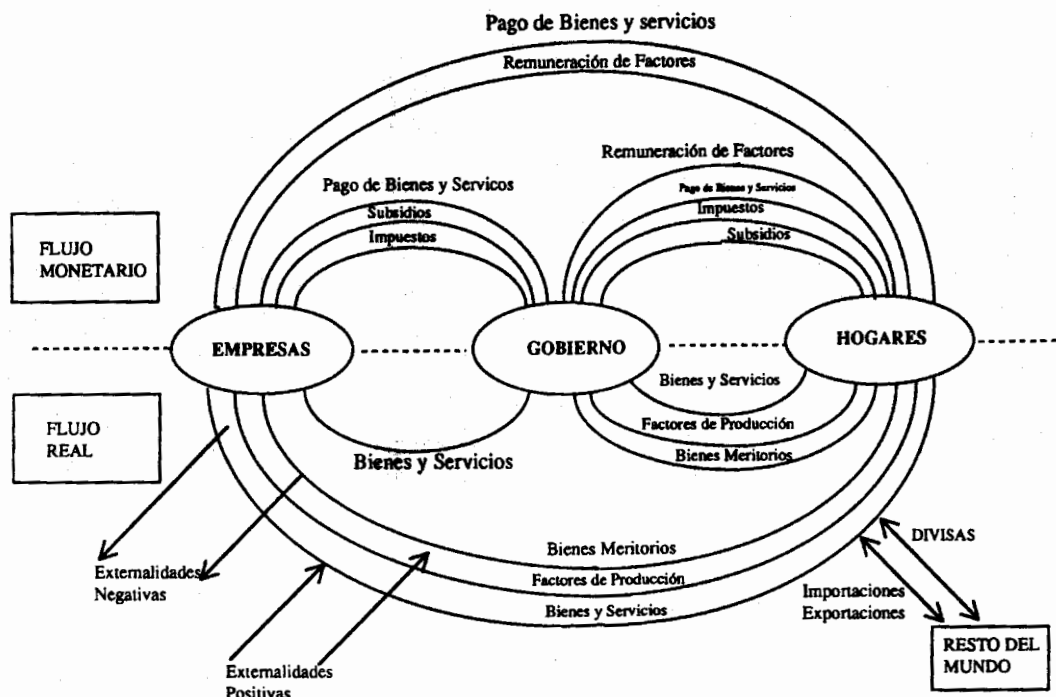 Pago de Bienes y servicios
Remuneración de Factores
Remuneración de Factores
Pago de Bienes y Servicos
Pago de Bienes y Servicios
Subsidios
Impuestos
Impuestos
Subsidios
FLUJO
MONETARIO
EMPRESAS
GOBIERNO
HOGARES
Bienes y Servicios
FLUJO
REAL
Factores de Producción
Bienes Meritorios
Bienes y Servicios
Bienes Meritorios
Factores de Producción
Bienes y Servicios
Externalidades
Negativas
Externalidades
Positivas
DIVISAS
Importaciones
Exportaciones
RESTO DEL
MUNDO